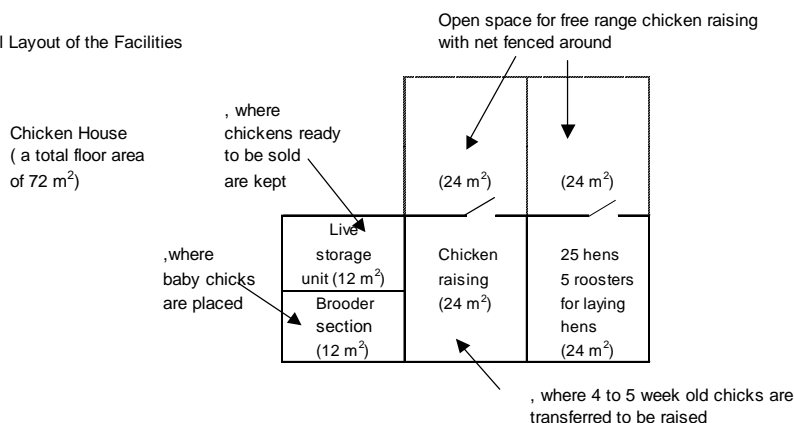 Open space for free range chicken raising
with net fenced around
l Layout of the Facilities
Chicken House
( a total floor area
of 72 m²)
, where
chickens ready
to be sold
are kept
(24 m²)
(24 m²)
,where
baby chicks
are placed
Live
storage
unit (12 m²)
Brooder
section
(12 m²)
Chicken
raising
(24 m²)
25 hens
5 roosters
for laying
hens
(24 m²)
, where 4 to 5 week old chicks are
transferred to be raised